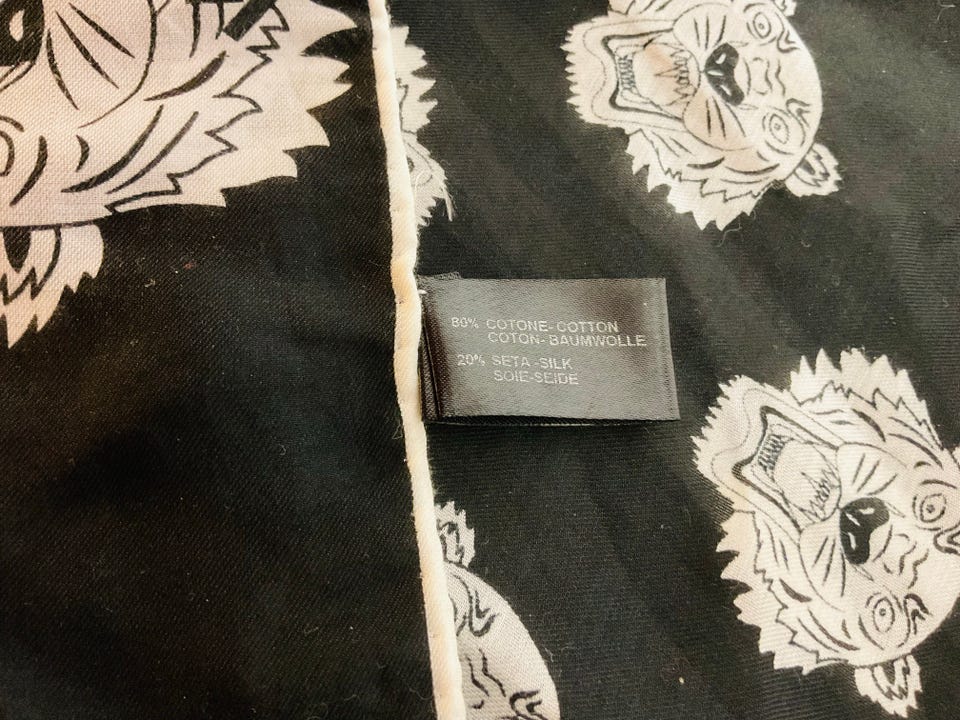 80% COTONE-COTTON
COTON-BAUMWOLLE
20% SETA-SILK
SOIE-SEIDE